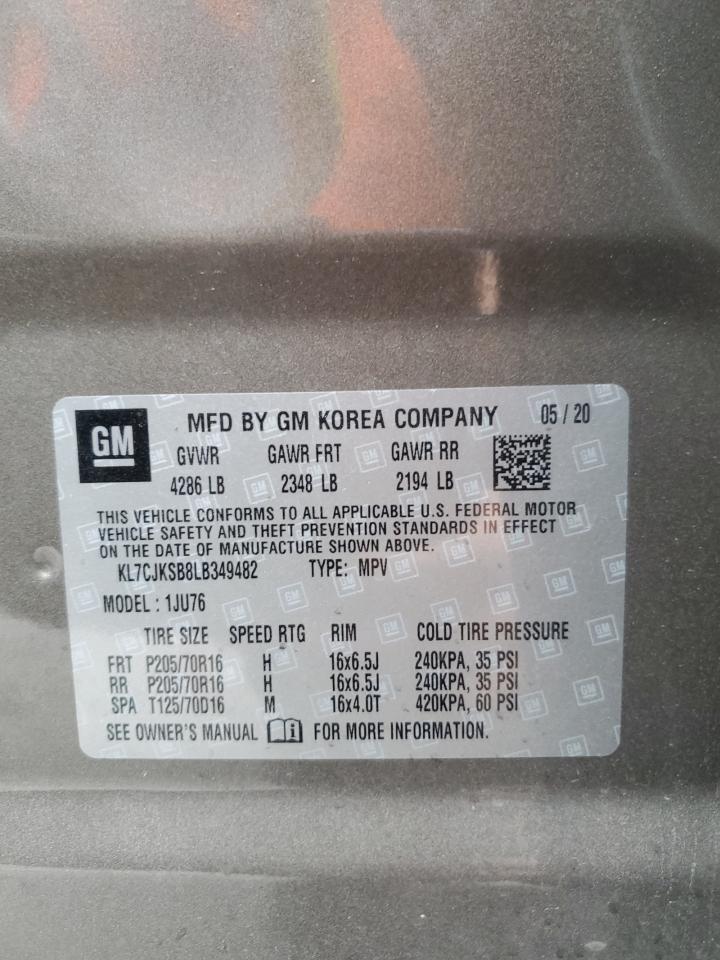 GM MFD BY GM KOREA COMPANY 05 / 20
GVWR GAWR FRT GAWR RR
4286 LB 2348 LB 2194 LB
THIS VEHICLE CONFORMS TO ALL APPLICABLE U.S. FEDERAL MOTOR
VEHICLE SAFETY AND THEFT PREVENTION STANDARDS IN EFFECT
ON THE DATE OF MANUFACTURE SHOWN ABOVE.
KL7CJKSB8LB349482 TYPE: MPV
MODEL : 1JU76
TIRE SIZE SPEED RTG RIM COLD TIRE PRESSURE
FRT P205/70R16 H 16x6.5J 240KPA, 35 PSI
RR P205/70R16 H 16x6.5J 240KPA, 35 PSI
SPA T125/70D16 M 16x4.0T 420KPA, 60 PSI
SEE OWNER'S MANUAL i FOR MORE INFORMATION.